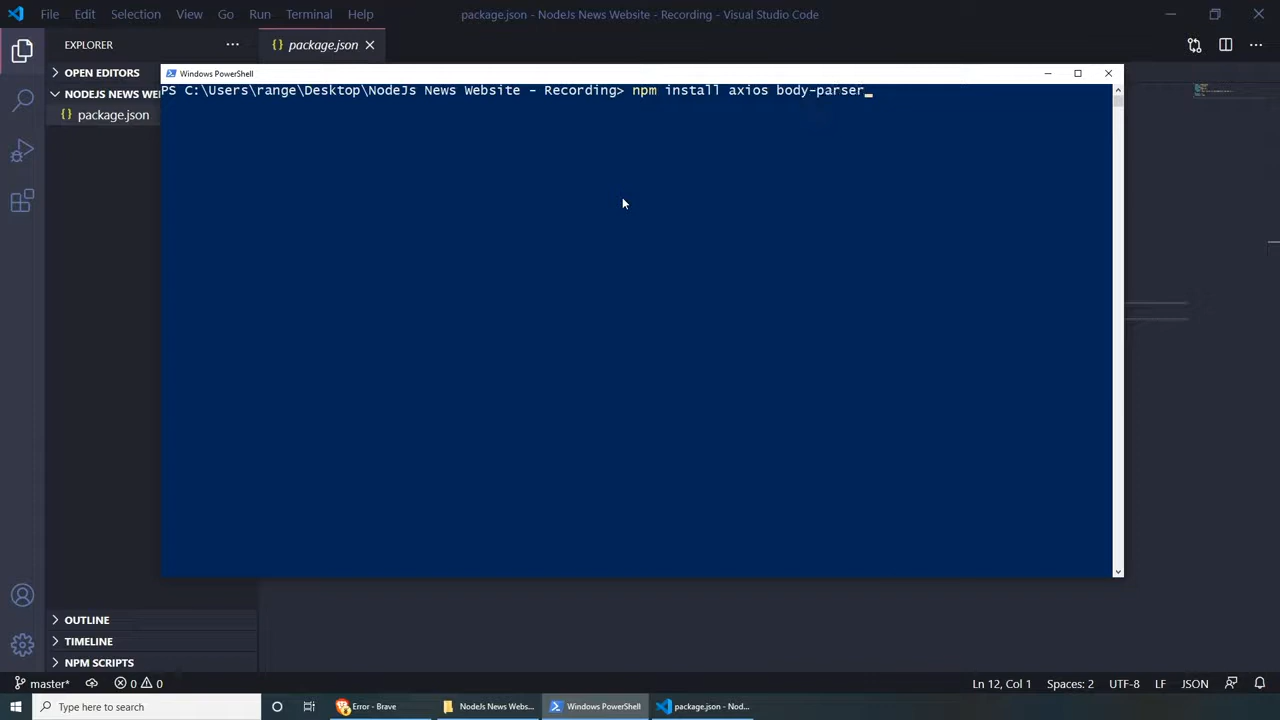 File Edit Selection View Go Run Terminal Help package.json - NodeJs News Website - Recording - Visual Studio Code
EXPLORER
{} package.json
OPEN EDITORS
NODEJS NEWS WE
{} package.json
Windows PowerShell
PS C:\Users\range\Desktop\NodeJs News Website - Recording> npm install axios body-parser
OUTLINE
TIMELINE
NPM SCRIPTS
master* 0 0 Ln 12, Col 1 Spaces: 2 UTF-8 LF JSON
Type here to search Error - Brave NodeJs News Webs... Windows PowerShell package.json - Nod...